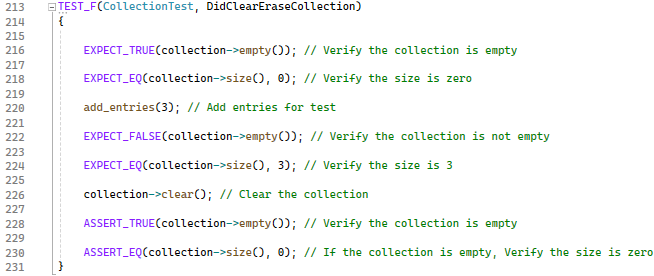 213 TEST_F(CollectionTest, DidClearEraseCollection)
214 {
215
216 EXPECT_TRUE(collection->empty()); // Verify the collection is empty
217
218 EXPECT_EQ(collection->size(), 0); // Verify the size is zero
219
220 add_entries(3); // Add entries for test
221
222 EXPECT_FALSE(collection->empty()); // Verify the collection is not empty
223
224 EXPECT_EQ(collection->size(), 3); // Verify the size is 3
225
226 collection->clear(); // Clear the collection
227
228 ASSERT_TRUE(collection->empty()); // Verify the collection is empty
229
230 ASSERT_EQ(collection->size(), 0); // If the collection is empty, Verify the size is zero
231 }